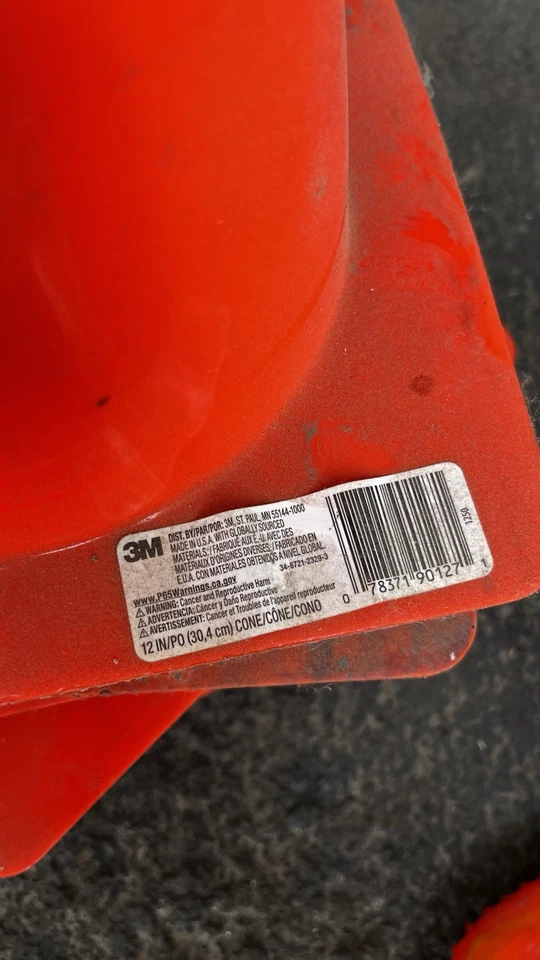 3M
DIST. BY/PAR/POR: 3M, ST. PAUL, MN 55144-1000
MADE IN U.S.A. WITH GLOBALLY SOURCED
MATERIALS. / FABRIQUÉ AUX É.-U. AVEC DES
MATÉRIAUX D'ORIGINES DIVERSES. / FABRICADO EN
E.U.A. CON MATERIALES OBTENIDOS A NIVEL GLOBAL.
34-8721-2329-3
www.P65Warnings.ca.gov
⚠ WARNING: Cancer and Reproductive Harm
⚠ ADVERTENCIA: Cáncer y Daño Reproductivo
⚠ AVERTISSEMENT: Cancer et Troubles de l'appareil reproducteur
12 IN/PO (30,4 cm) CONE/CÔNE/CONO
0 78371 90127 1